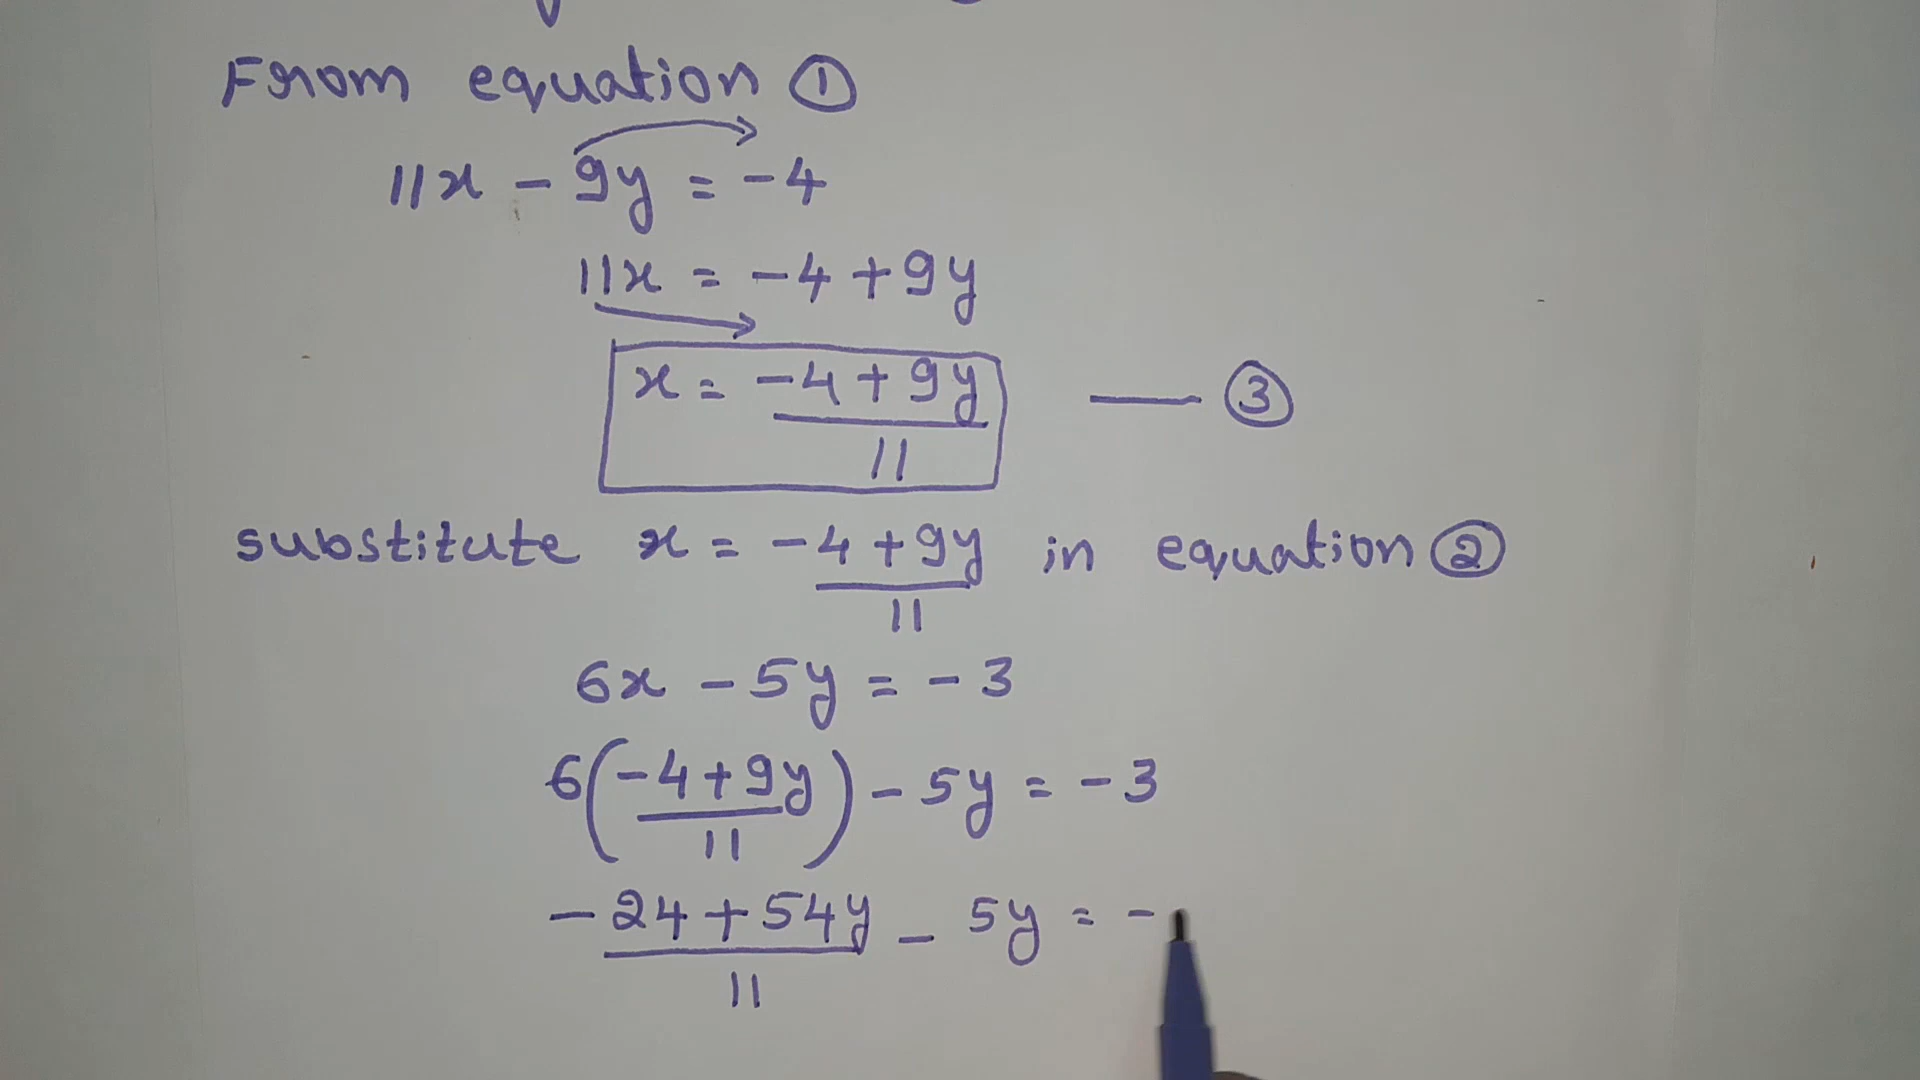 From equation ①
11x - 9y = -4
11x = -4 + 9y
x = -4 + 9y / 11 —— ③
substitute x = -4 + 9y / 11 in equation ②
6x - 5y = -3
6(-4 + 9y / 11) - 5y = -3
-24 + 54y / 11 - 5y = -